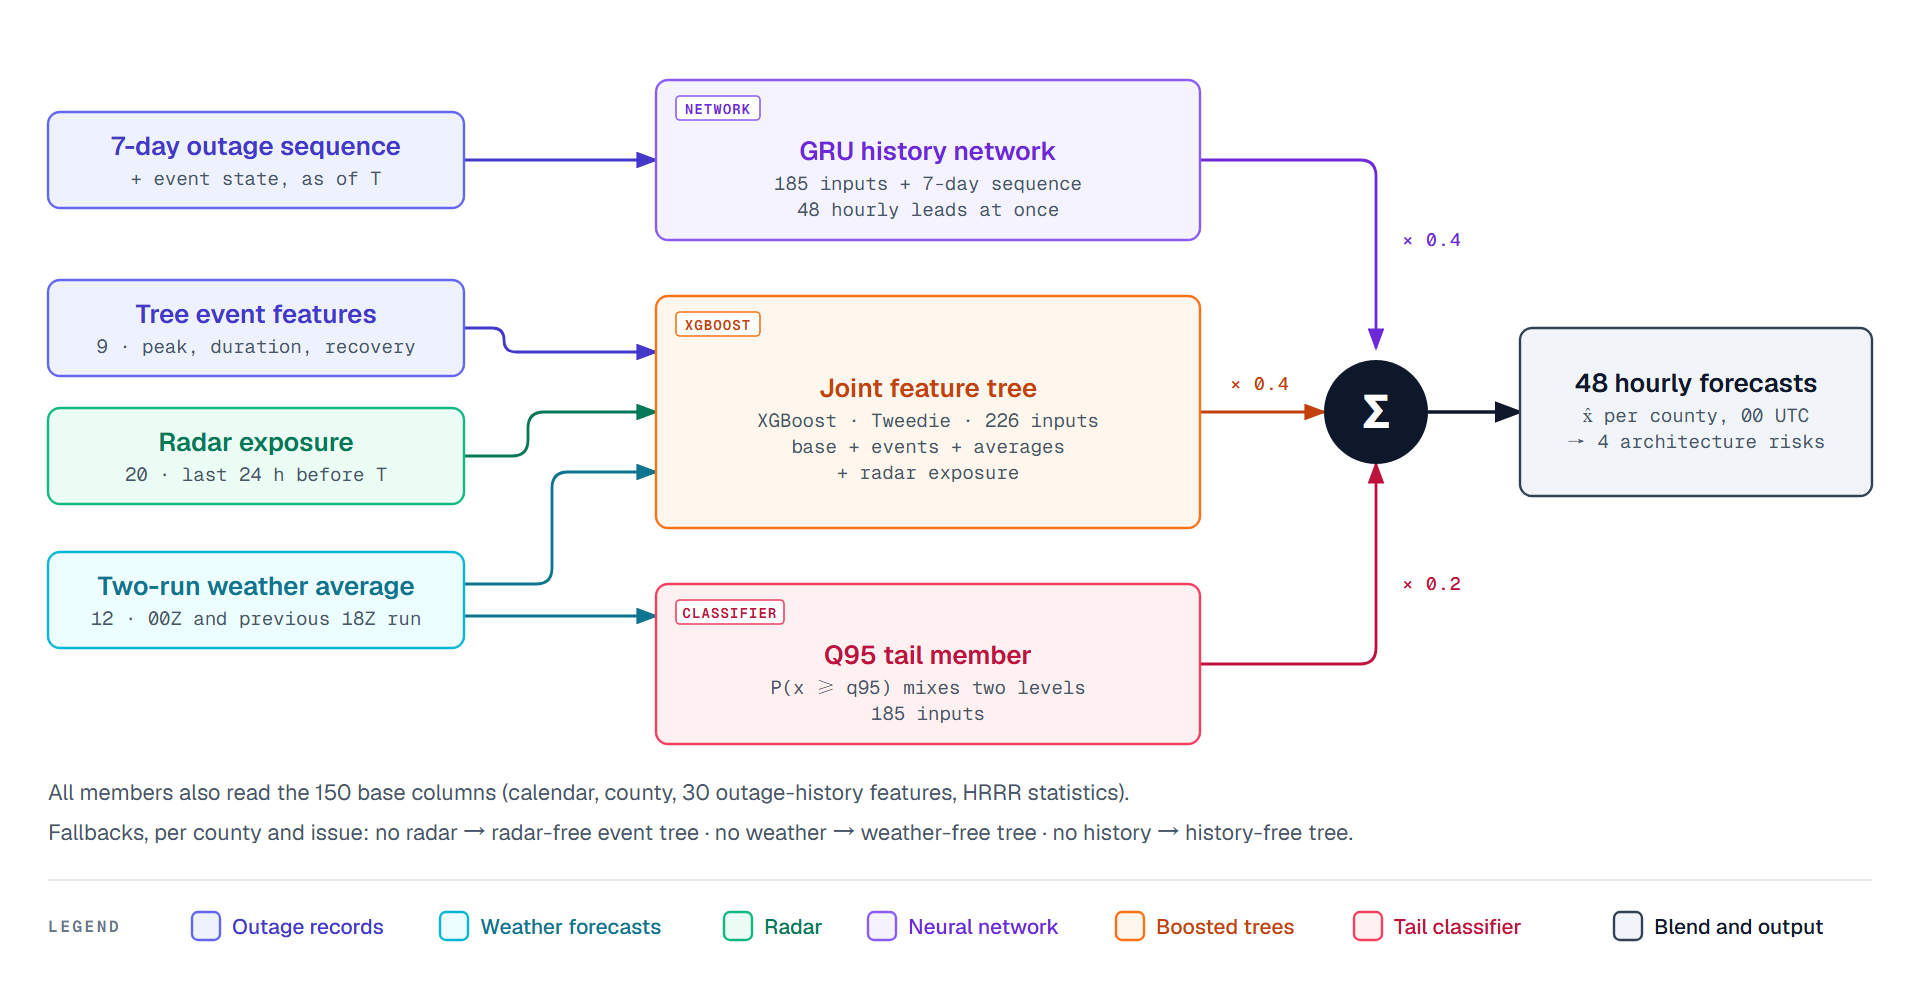 7-day outage sequence
+ event state, as of T
NETWORK
GRU history network
185 inputs + 7-day sequence
48 hourly leads at once
× 0.4
Tree event features
9 · peak, duration, recovery
Radar exposure
20 · last 24 h before T
Two-run weather average
12 · 00Z and previous 18Z run
XGBOOST
Joint feature tree
XGBoost · Tweedie · 226 inputs
base + events + averages
+ radar exposure
× 0.4
Σ
48 hourly forecasts
x̂ per county, 00 UTC
→ 4 architecture risks
CLASSIFIER
Q95 tail member
P(x ⩾ q95) mixes two levels
185 inputs
× 0.2
All members also read the 150 base columns (calendar, county, 30 outage-history features, HRRR statistics).
Fallbacks, per county and issue: no radar → radar-free event tree · no weather → weather-free tree · no history → history-free tree.
LEGEND
Outage records
Weather forecasts
Radar
Neural network
Boosted trees
Tail classifier
Blend and output